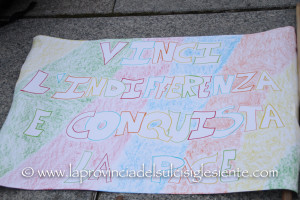 VINCI
L'INDIFFERENZA
E CONQUISTA
LA PACE
© www.laprovinciadelsulcisiglesiente.com